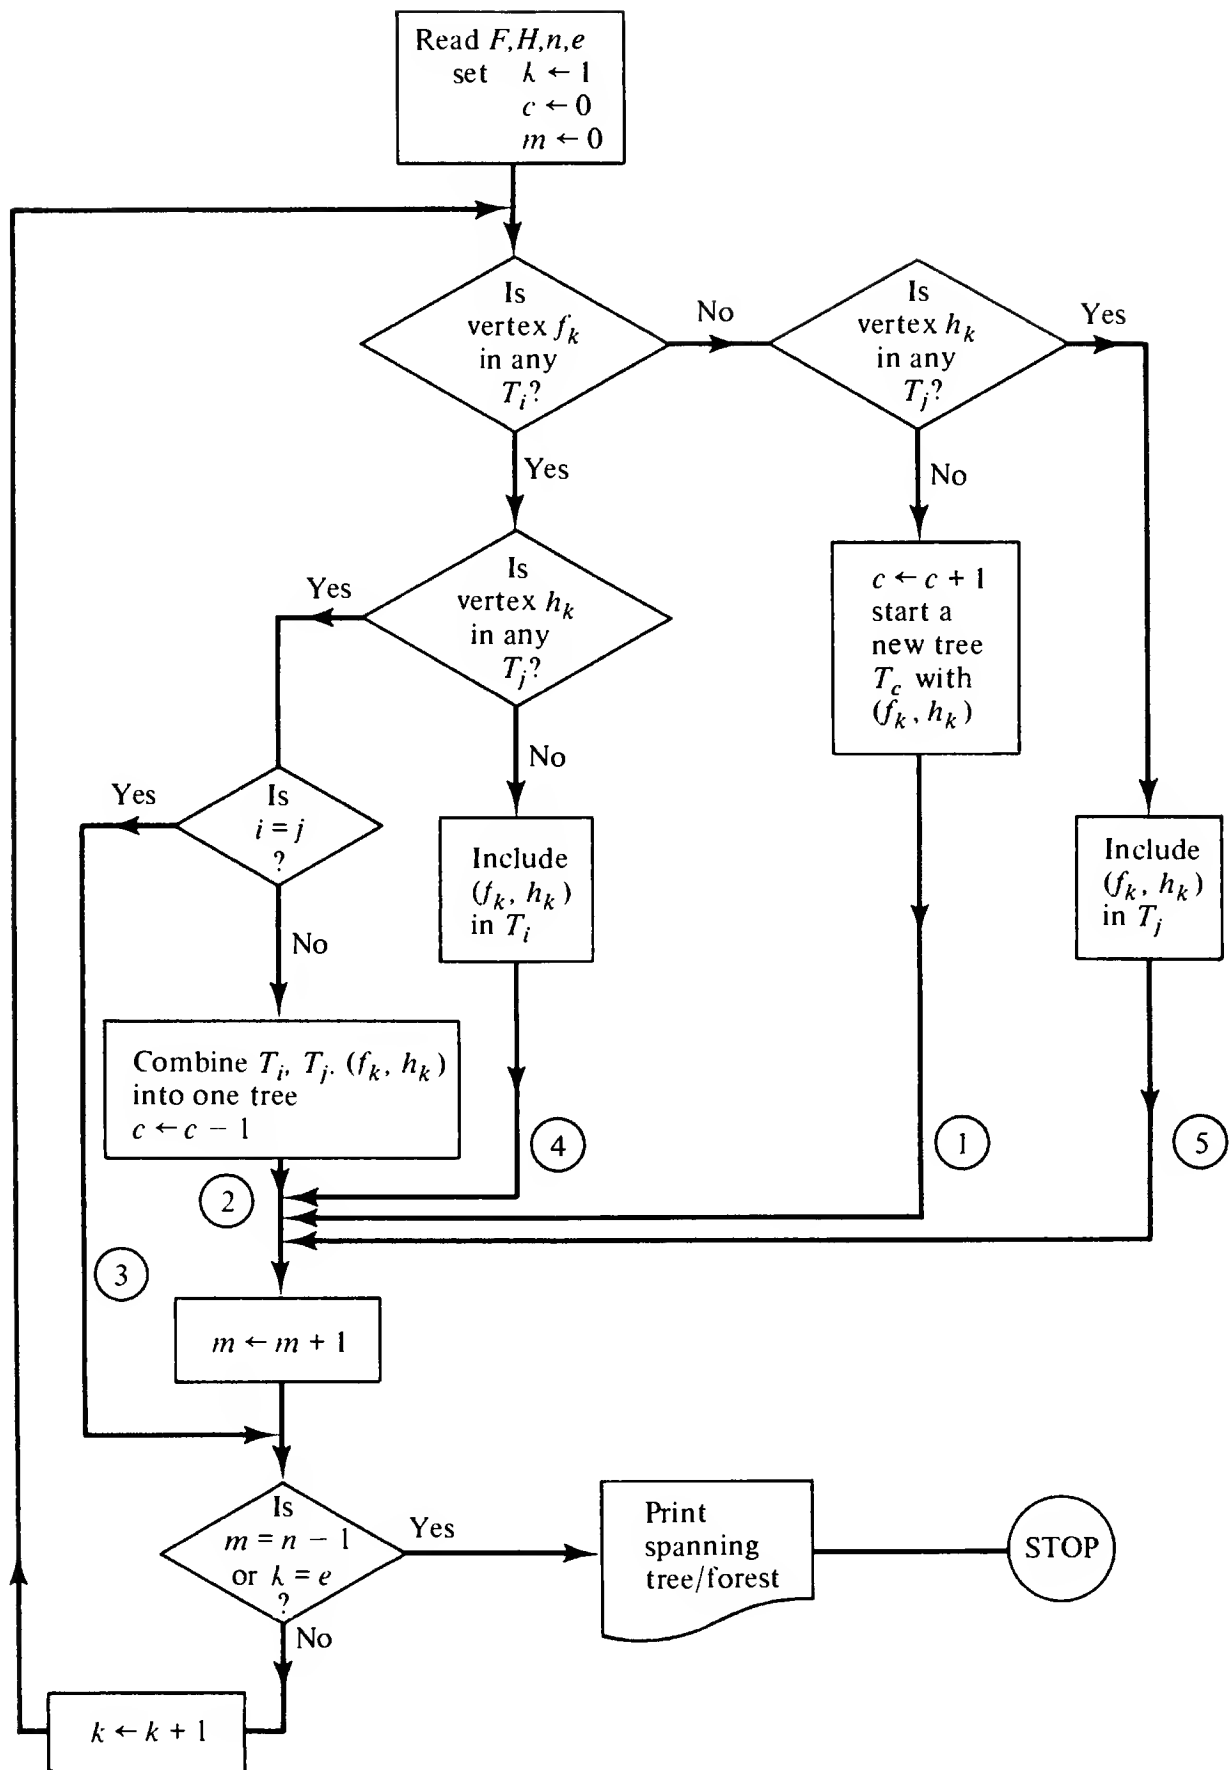 Read F,H,n,e
set k ← 1
c ← 0
m ← 0
Is
vertex f_k
in any
T_i?
No
Is
vertex h_k
in any
T_j?
Yes
Yes
No
Is
vertex h_k
in any
T_j?
Yes
c ← c + 1
start a
new tree
T_c with
(f_k, h_k)
No
Is
i = j
?
Yes
Include
(f_k, h_k)
in T_i
Include
(f_k, h_k)
in T_j
No
Combine T_i, T_j. (f_k, h_k)
into one tree
c ← c − 1
4
1
5
2
3
m ← m + 1
Is
m = n − 1
or k = e
?
Yes
Print
spanning
tree/forest
STOP
No
k ← k + 1